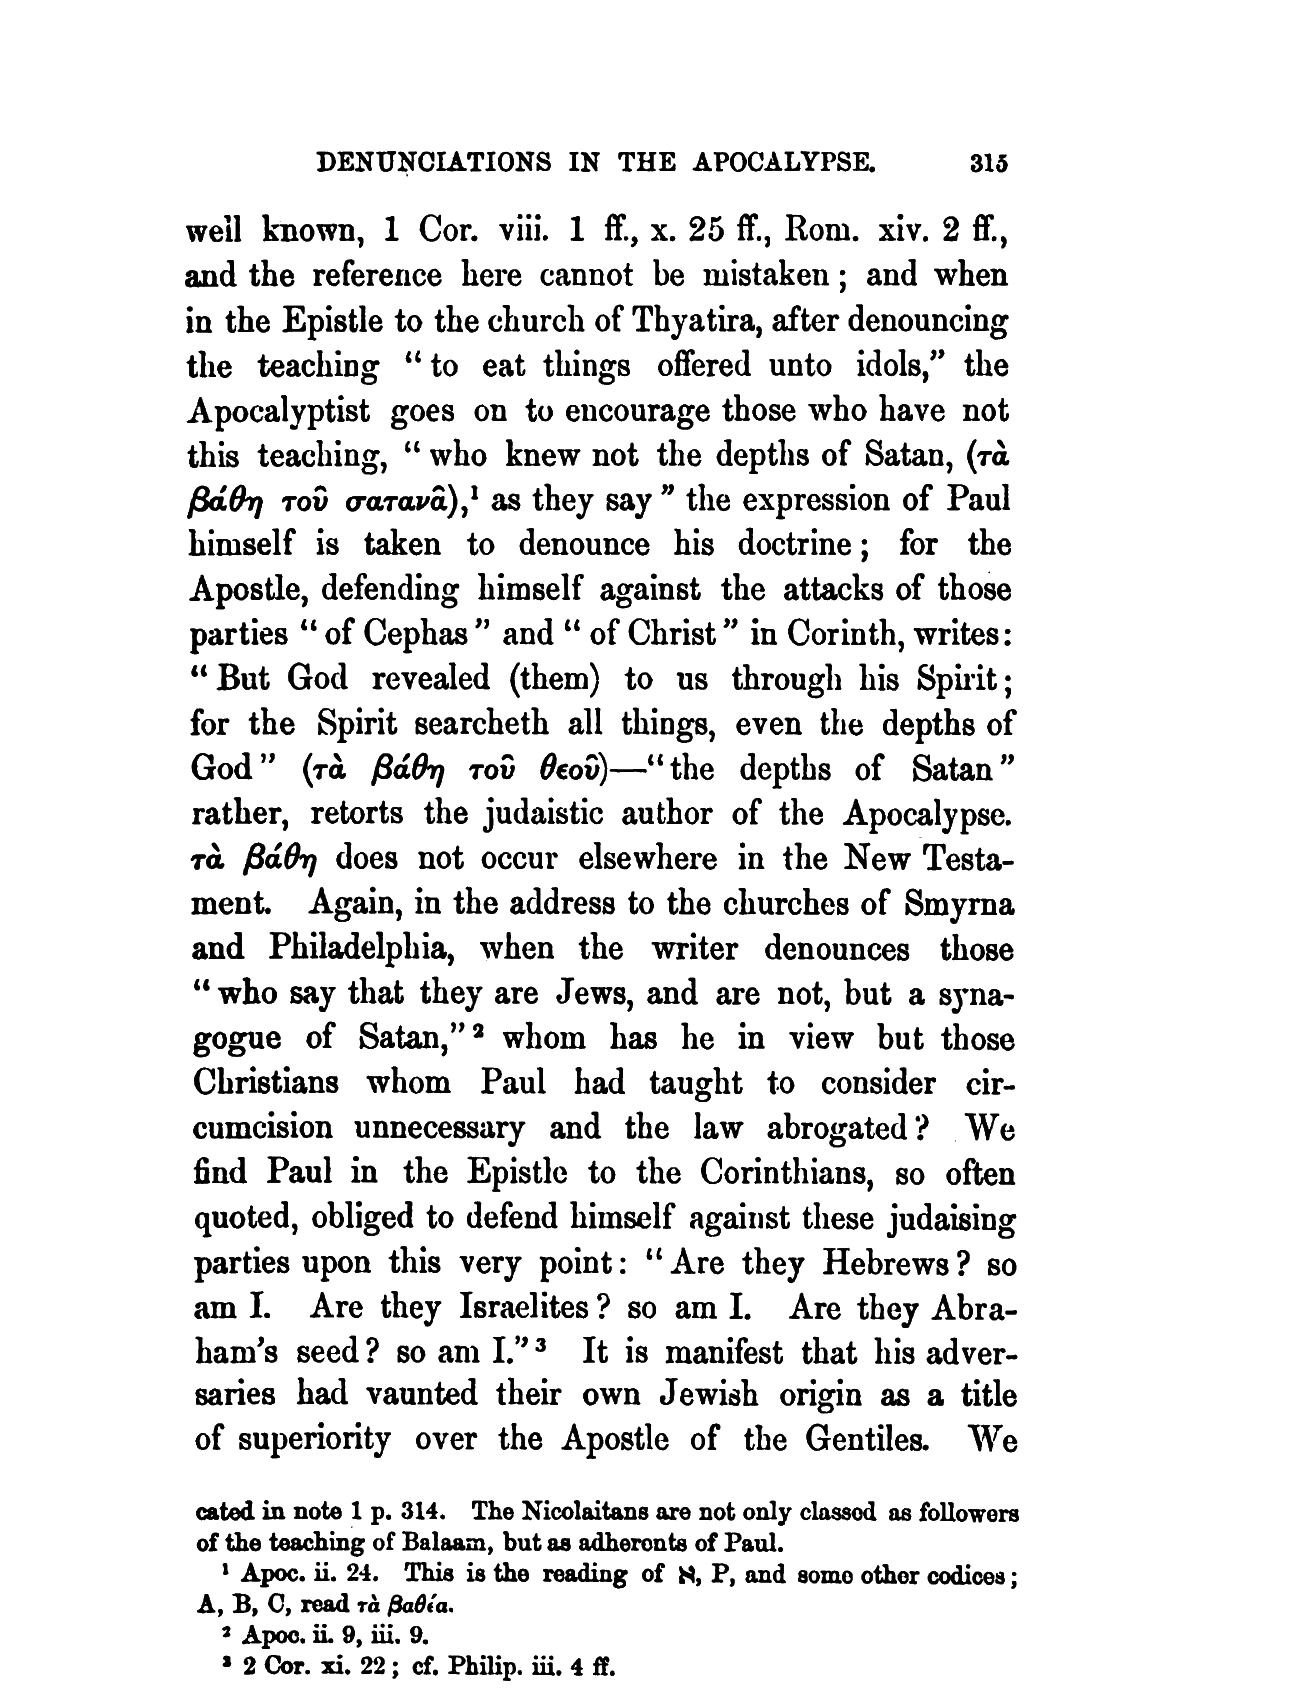 DENUNCIATIONS IN THE APOCALYPSE. 315
well known, 1 Cor. viii. 1 ff., x. 25 ff., Rom. xiv. 2 ff.,
and the reference here cannot be mistaken ; and when
in the Epistle to the church of Thyatira, after denouncing
the teaching “ to eat things offered unto idols,” the
Apocalyptist goes on to encourage those who have not
this teaching, “ who knew not the depths of Satan, (τὰ
βάθη τοῦ σατανᾶ),¹ as they say ” the expression of Paul
himself is taken to denounce his doctrine ; for the
Apostle, defending himself against the attacks of those
parties “ of Cephas ” and “ of Christ ” in Corinth, writes :
“ But God revealed (them) to us through his Spirit ;
for the Spirit searcheth all things, even the depths of
God ” (τὰ βάθη τοῦ θεοῦ)—“ the depths of Satan ”
rather, retorts the judaistic author of the Apocalypse.
τὰ βάθη does not occur elsewhere in the New Testa-
ment. Again, in the address to the churches of Smyrna
and Philadelphia, when the writer denounces those
“ who say that they are Jews, and are not, but a syna-
gogue of Satan,” ² whom has he in view but those
Christians whom Paul had taught to consider cir-
cumcision unnecessary and the law abrogated ? We
find Paul in the Epistle to the Corinthians, so often
quoted, obliged to defend himself against these judaising
parties upon this very point : “ Are they Hebrews ? so
am I. Are they Israelites ? so am I. Are they Abra-
ham’s seed ? so am I.” ³ It is manifest that his adver-
saries had vaunted their own Jewish origin as a title
of superiority over the Apostle of the Gentiles. We
cated in note 1 p. 314. The Nicolaitans are not only classed as followers
of the teaching of Balaam, but as adherents of Paul.
¹ Apoc. ii. 24. This is the reading of א, P, and some other codices ;
A, B, C, read τὰ βαθέα.
² Apoc. ii. 9, iii. 9.
³ 2 Cor. xi. 22 ; cf. Philip. iii. 4 ff.